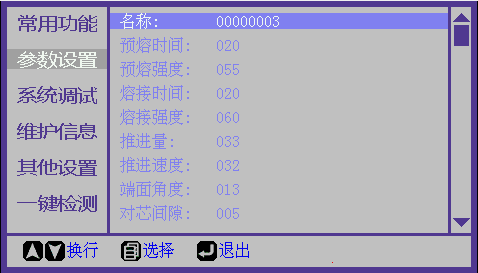 常用功能
参数设置
系统调试
维护信息
其他设置
一键检测
名称: 00000003
预熔时间: 020
预熔强度: 055
熔接时间: 020
熔接强度: 060
推进量: 033
推进速度: 032
端面角度: 013
对芯间隙: 005
换行 选择 退出